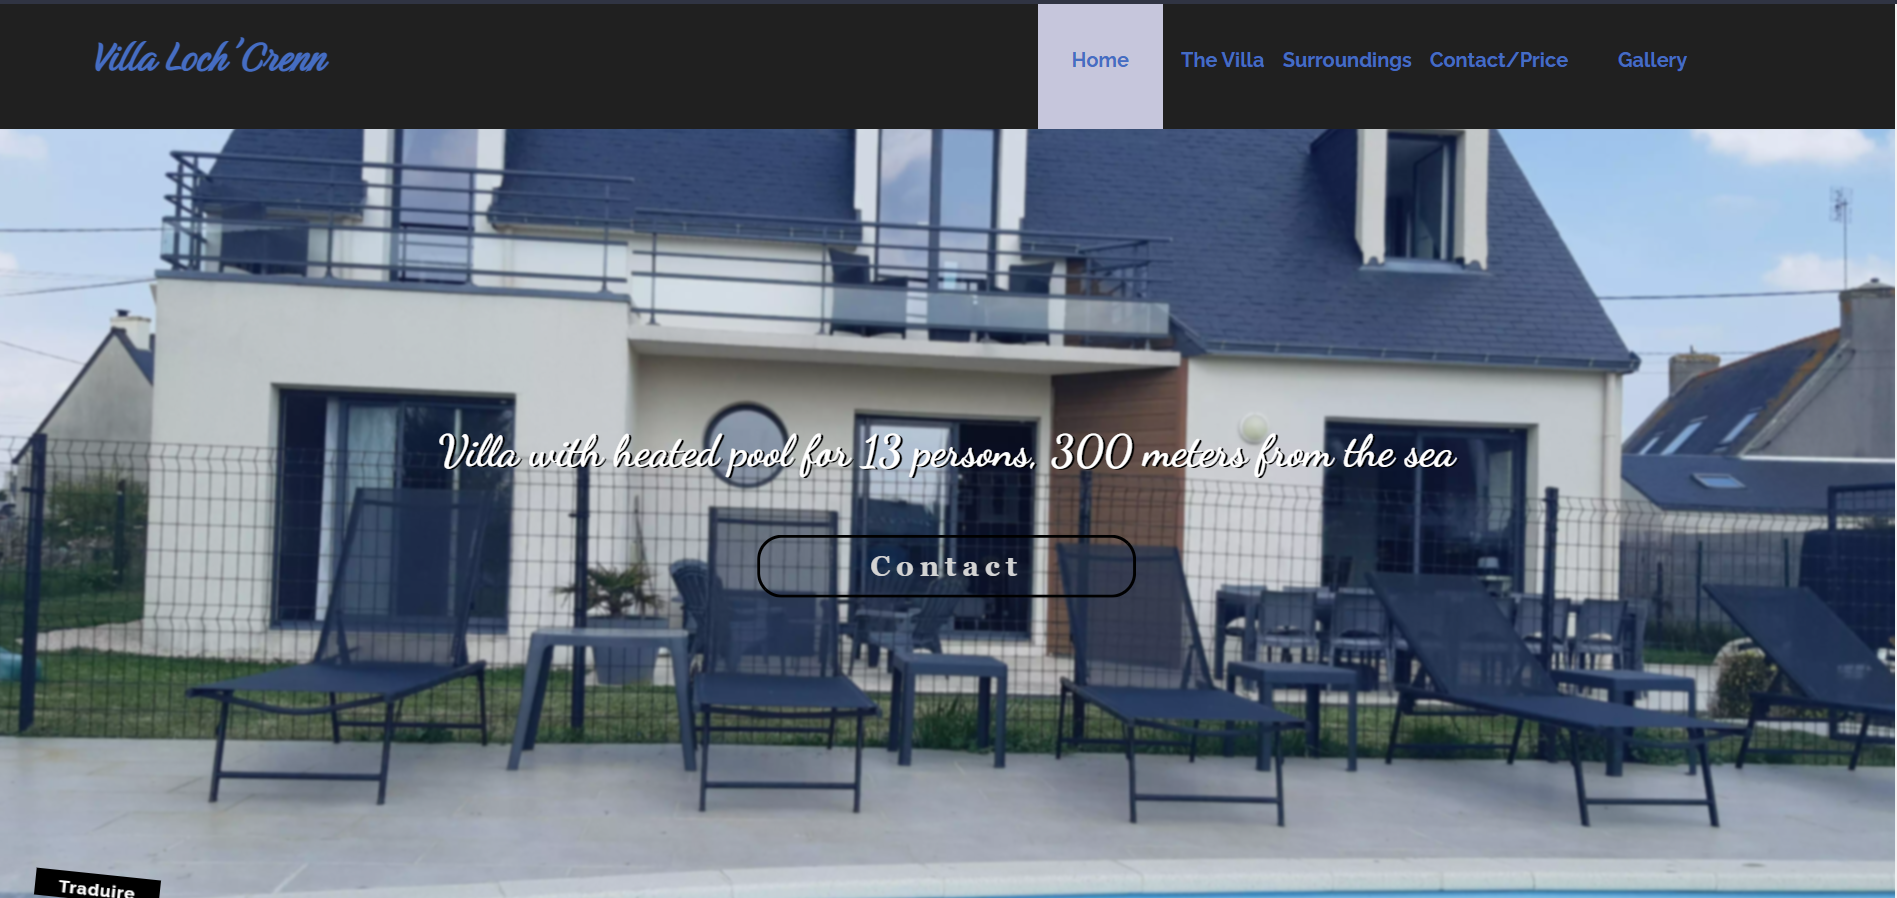 Villa Loch'Crenn
Home The Villa Surroundings Contact/Price Gallery
Villa with heated pool for 13 persons, 300 meters from the sea
Contact
Traduire